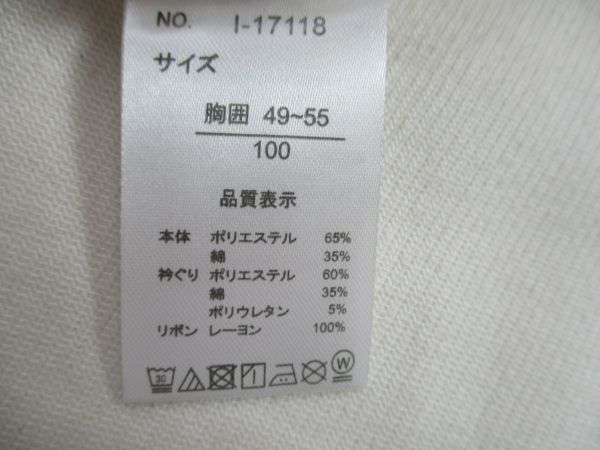 NO. I-17118
サイズ
胸囲 49~55
100
品質表示
本体 ポリエステル 65%
綿 35%
衿ぐり ポリエステル 60%
綿 35%
ポリウレタン 5%
リボン レーヨン 100%
30 W